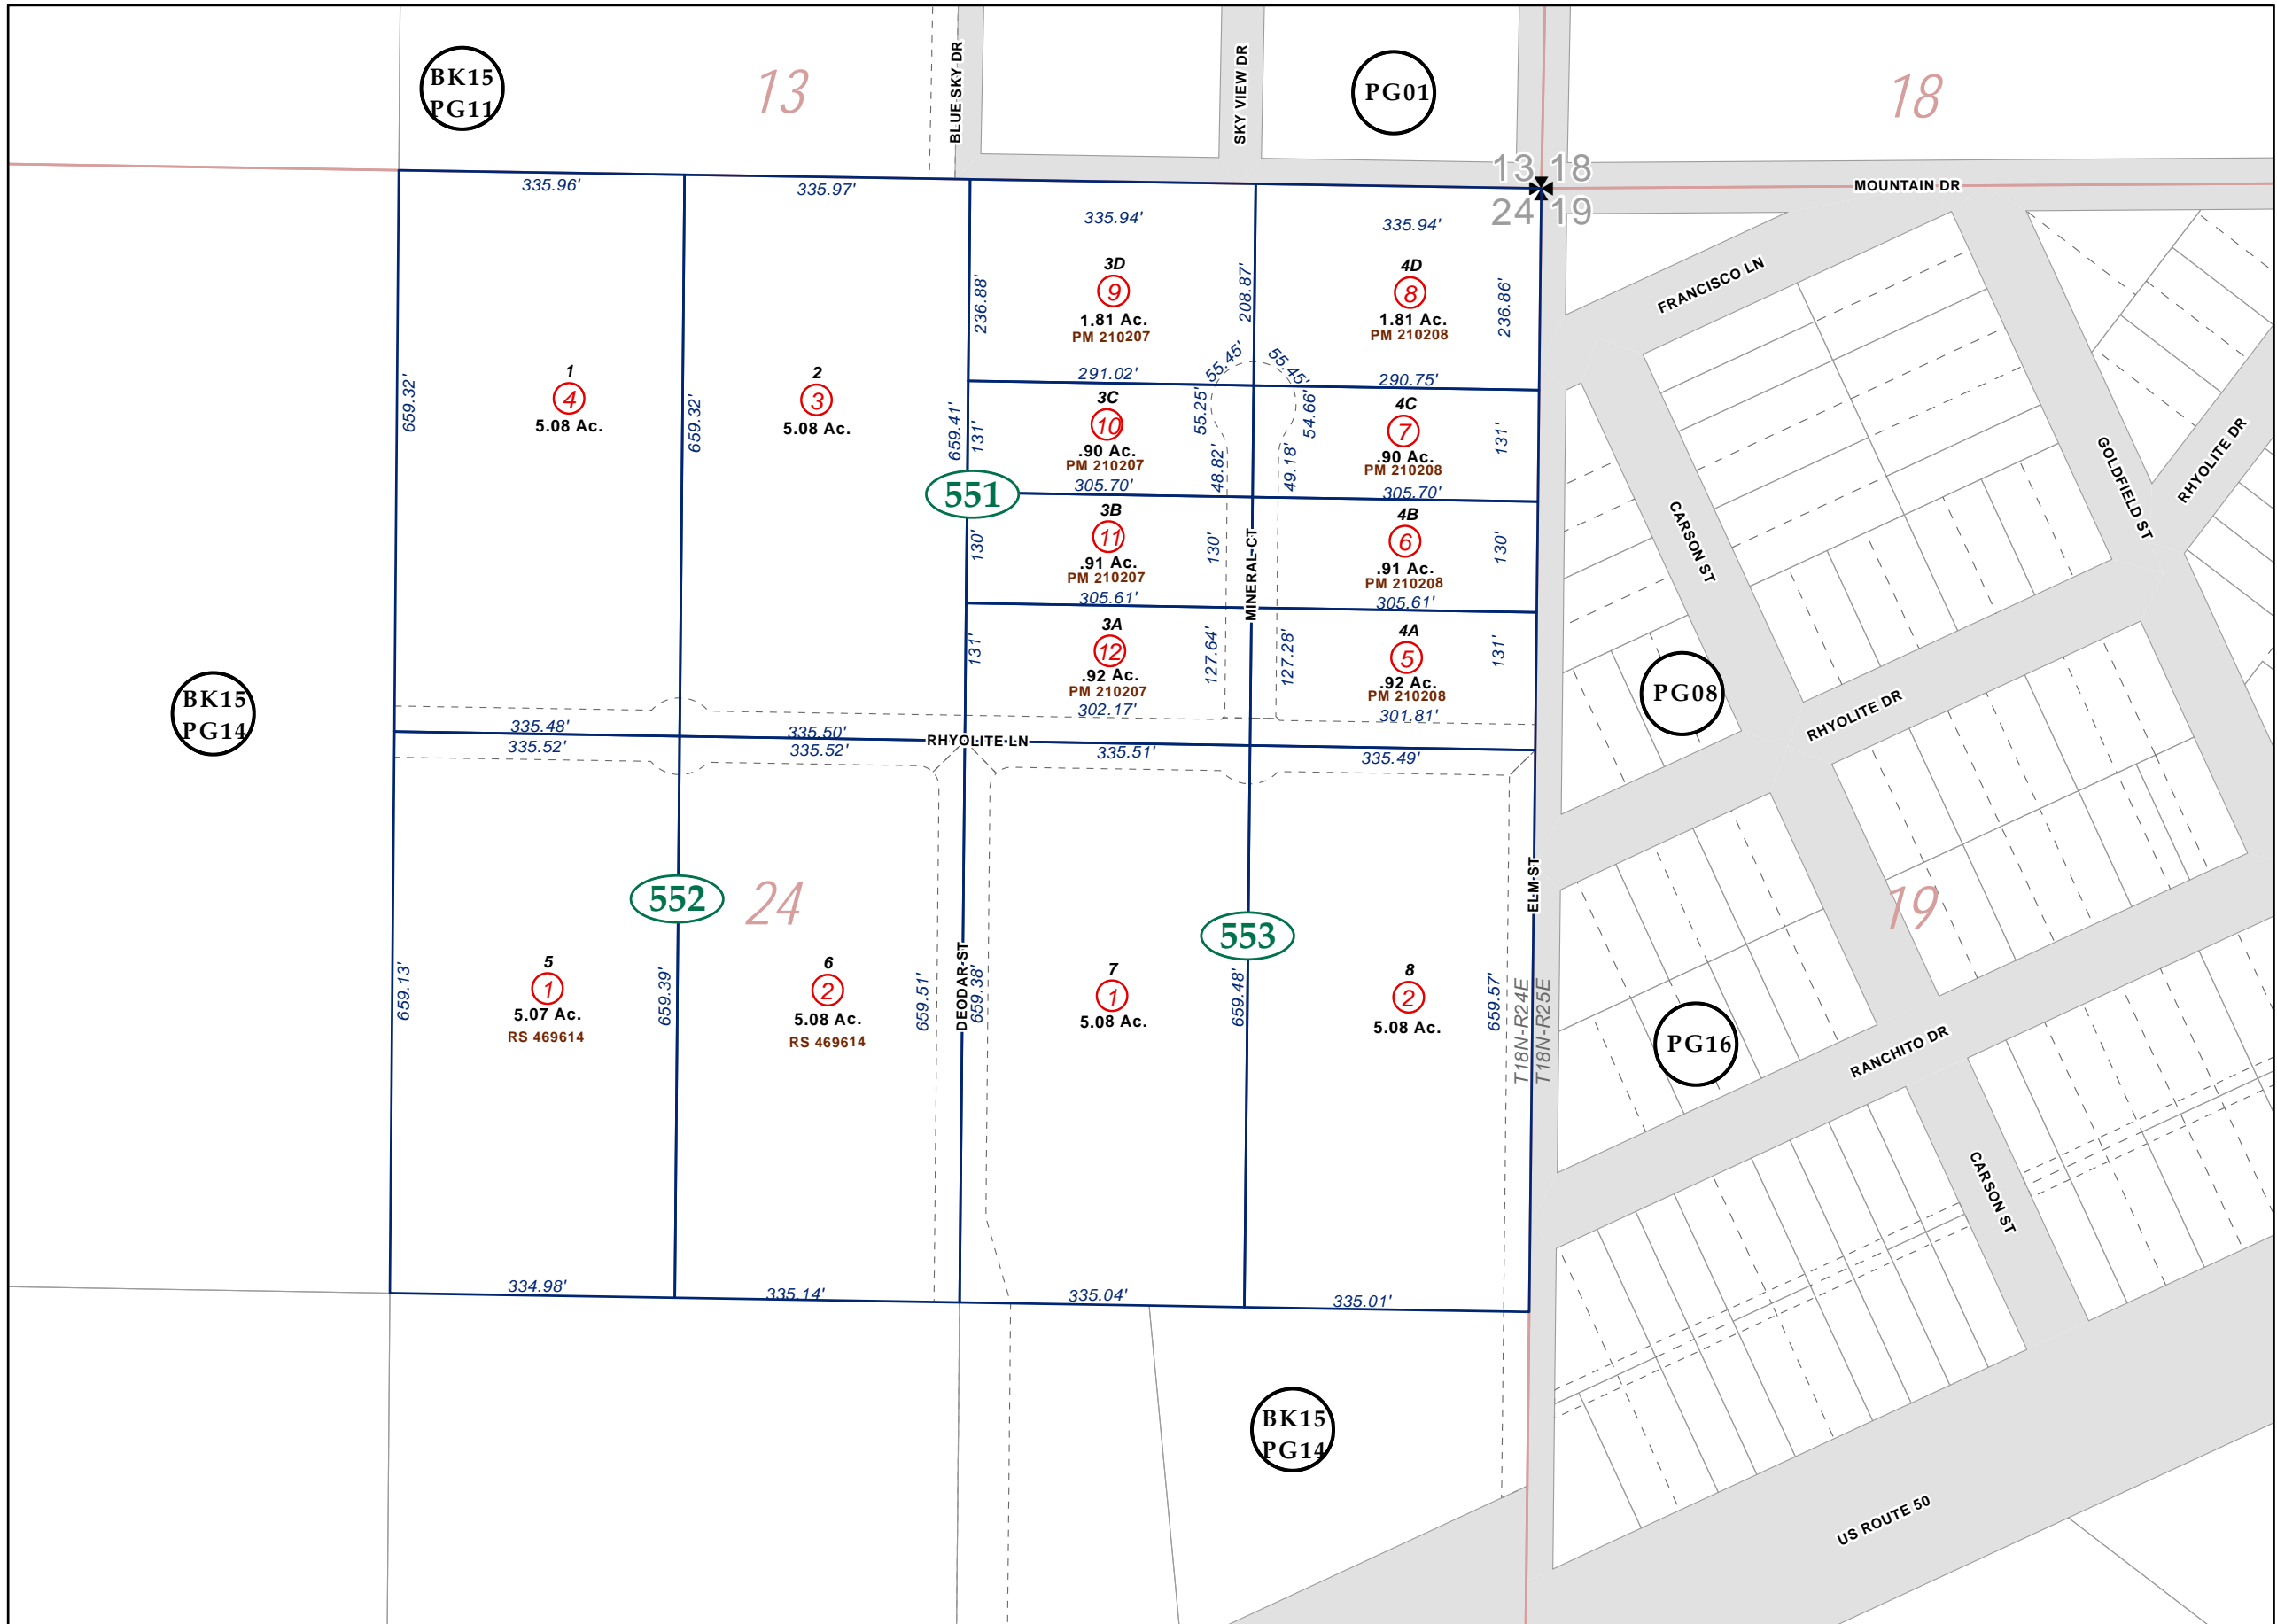 BK15
PG11
13
BLUE SKY DR
SKY VIEW DR
PG01
18
13 18
24 19
MOUNTAIN DR
335.96'
335.97'
335.94'
335.94'
659.32'
1
4
5.08 Ac.
659.32'
2
3
5.08 Ac.
659.41'
236.88'
3D
9
1.81 Ac.
PM 210207
208.87'
4D
8
1.81 Ac.
PM 210208
236.86'
291.02'
55.45'
55.45'
290.75'
131'
3C
10
.90 Ac.
PM 210207
55.25'
48.82'
54.66'
49.18'
4C
7
.90 Ac.
PM 210208
131'
551
305.70'
305.70'
130'
3B
11
.91 Ac.
PM 210207
130'
MINERAL CT
4B
6
.91 Ac.
PM 210208
130'
305.61'
305.61'
131'
3A
12
.92 Ac.
PM 210207
302.17'
127.64'
127.28'
4A
5
.92 Ac.
PM 210208
301.81'
131'
BK15
PG14
335.48'
335.50'
RHYOLITE LN
335.52'
335.52'
335.51'
335.49'
552
24
553
ELM ST
659.13'
5
1
5.07 Ac.
RS 469614
659.39'
6
2
5.08 Ac.
RS 469614
659.51'
DEODAR ST
659.38'
7
1
5.08 Ac.
659.48'
8
2
5.08 Ac.
659.57'
T18N-R24E
T18N-R25E
334.98'
335.14'
335.04'
335.01'
BK15
PG14
FRANCISCO LN
CARSON ST
GOLDFIELD ST
RHYOLITE DR
PG08
RHYOLITE DR
19
PG16
RANCHITO DR
CARSON ST
US ROUTE 50